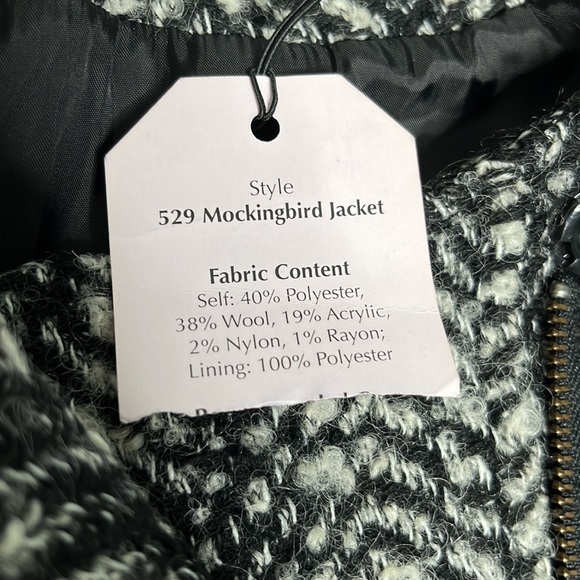 Style
529 Mockingbird Jacket
Fabric Content
Self: 40% Polyester,
38% Wool, 19% Acrylic,
2% Nylon, 1% Rayon;
Lining: 100% Polyester